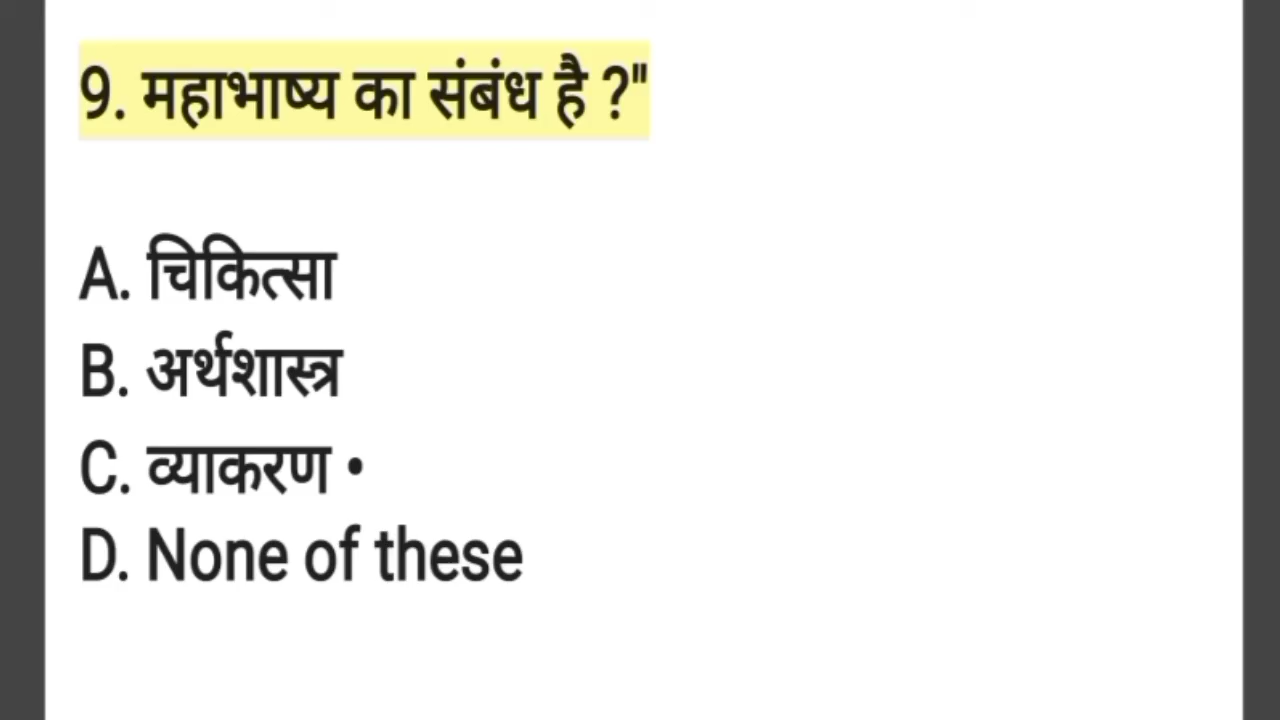 9. महाभाष्य का संबंध है ?"
A. चिकित्सा
B. अर्थशास्त्र
C. व्याकरण •
D. None of these